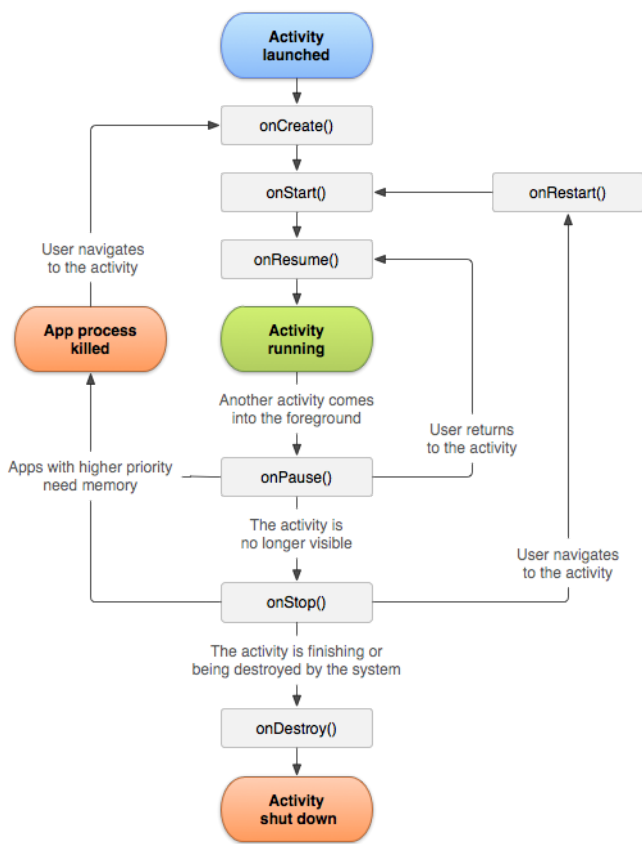 Activity
launched
onCreate()
onStart()
onRestart()
User navigates
to the activity
onResume()
App process
killed
Activity
running
Another activity comes
into the foreground
User returns
to the activity
Apps with higher priority
need memory
onPause()
The activity is
no longer visible
User navigates
to the activity
onStop()
The activity is finishing or
being destroyed by the system
onDestroy()
Activity
shut down